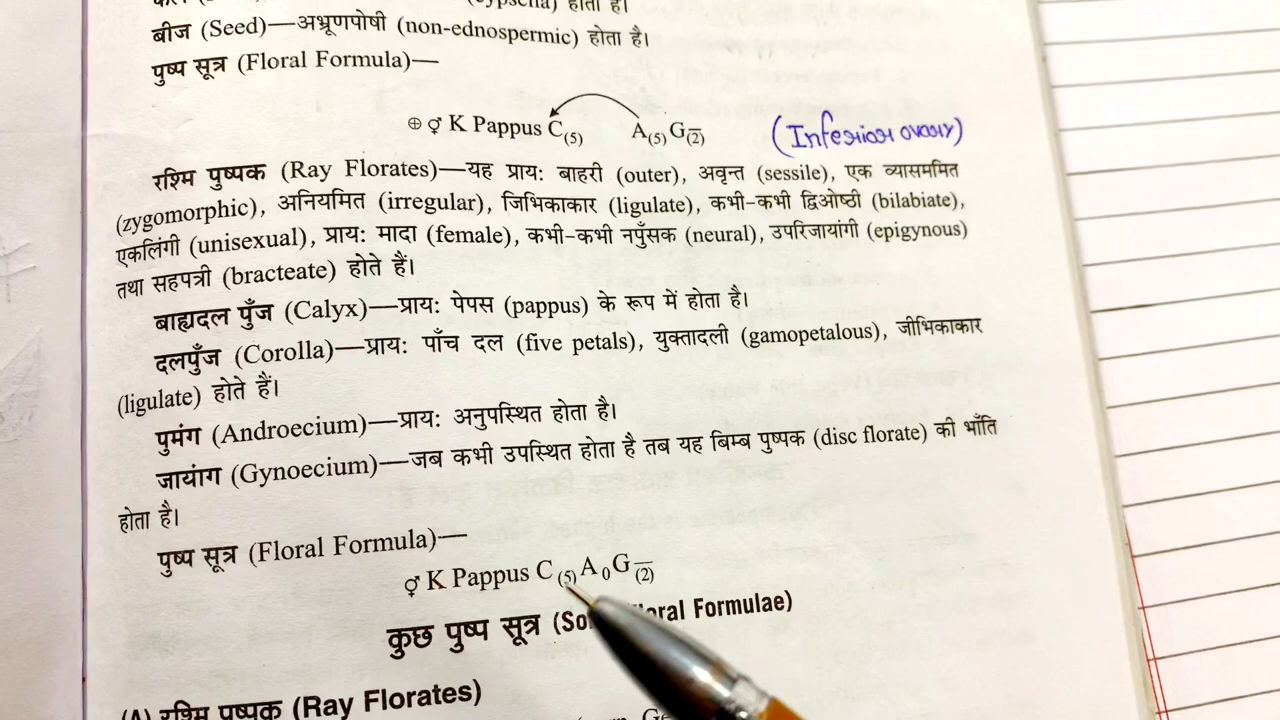 (cypsella) होता है।
बीज (Seed)—अभ्रूणपोषी (non-ednospermic) होता है।
पुष्प सूत्र (Floral Formula)—
⊕ ⚥ K Pappus C(5) A(5) G(2̅) (Inferior ovary)
रश्मि पुष्पक (Ray Florates)—यह प्राय: बाहरी (outer), अवृन्त (sessile), एक व्याससममित
(zygomorphic), अनियमित (irregular), जिभिकाकार (ligulate), कभी-कभी द्विओष्ठी (bilabiate),
एकलिंगी (unisexual), प्राय: मादा (female), कभी-कभी नपुँसक (neural), उपरिजायांगी (epigynous)
तथा सहपत्री (bracteate) होते हैं।
बाह्यदल पुँज (Calyx)—प्राय: पेपस (pappus) के रूप में होता है।
दलपुँज (Corolla)—प्राय: पाँच दल (five petals), युक्तादली (gamopetalous), जीभिकाकार
(ligulate) होते हैं।
पुमंग (Androecium)—प्राय: अनुपस्थित होता है।
जायांग (Gynoecium)—जब कभी उपस्थित होता है तब यह बिम्ब पुष्पक (disc florate) की भाँति
होता है।
पुष्प सूत्र (Floral Formula)—
⚥ K Pappus C(5) A0 G(2̅)
कुछ पुष्प सूत्र Floral Formulae)
(A) रश्मि पुष्पक (Ray Florates)